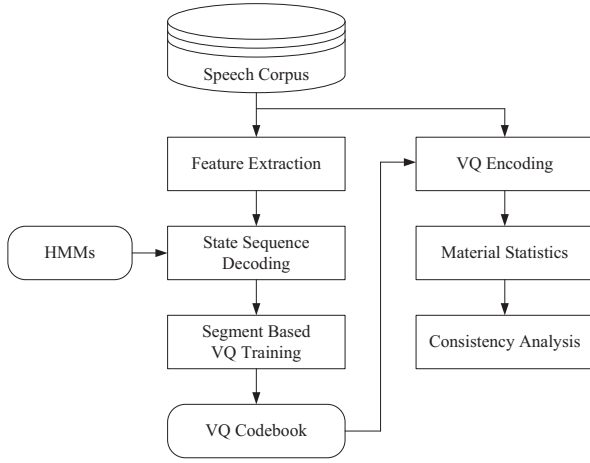 Speech Corpus
Feature Extraction
VQ Encoding
HMMs
State Sequence
Decoding
Material Statistics
Segment Based
VQ Training
Consistency Analysis
VQ Codebook